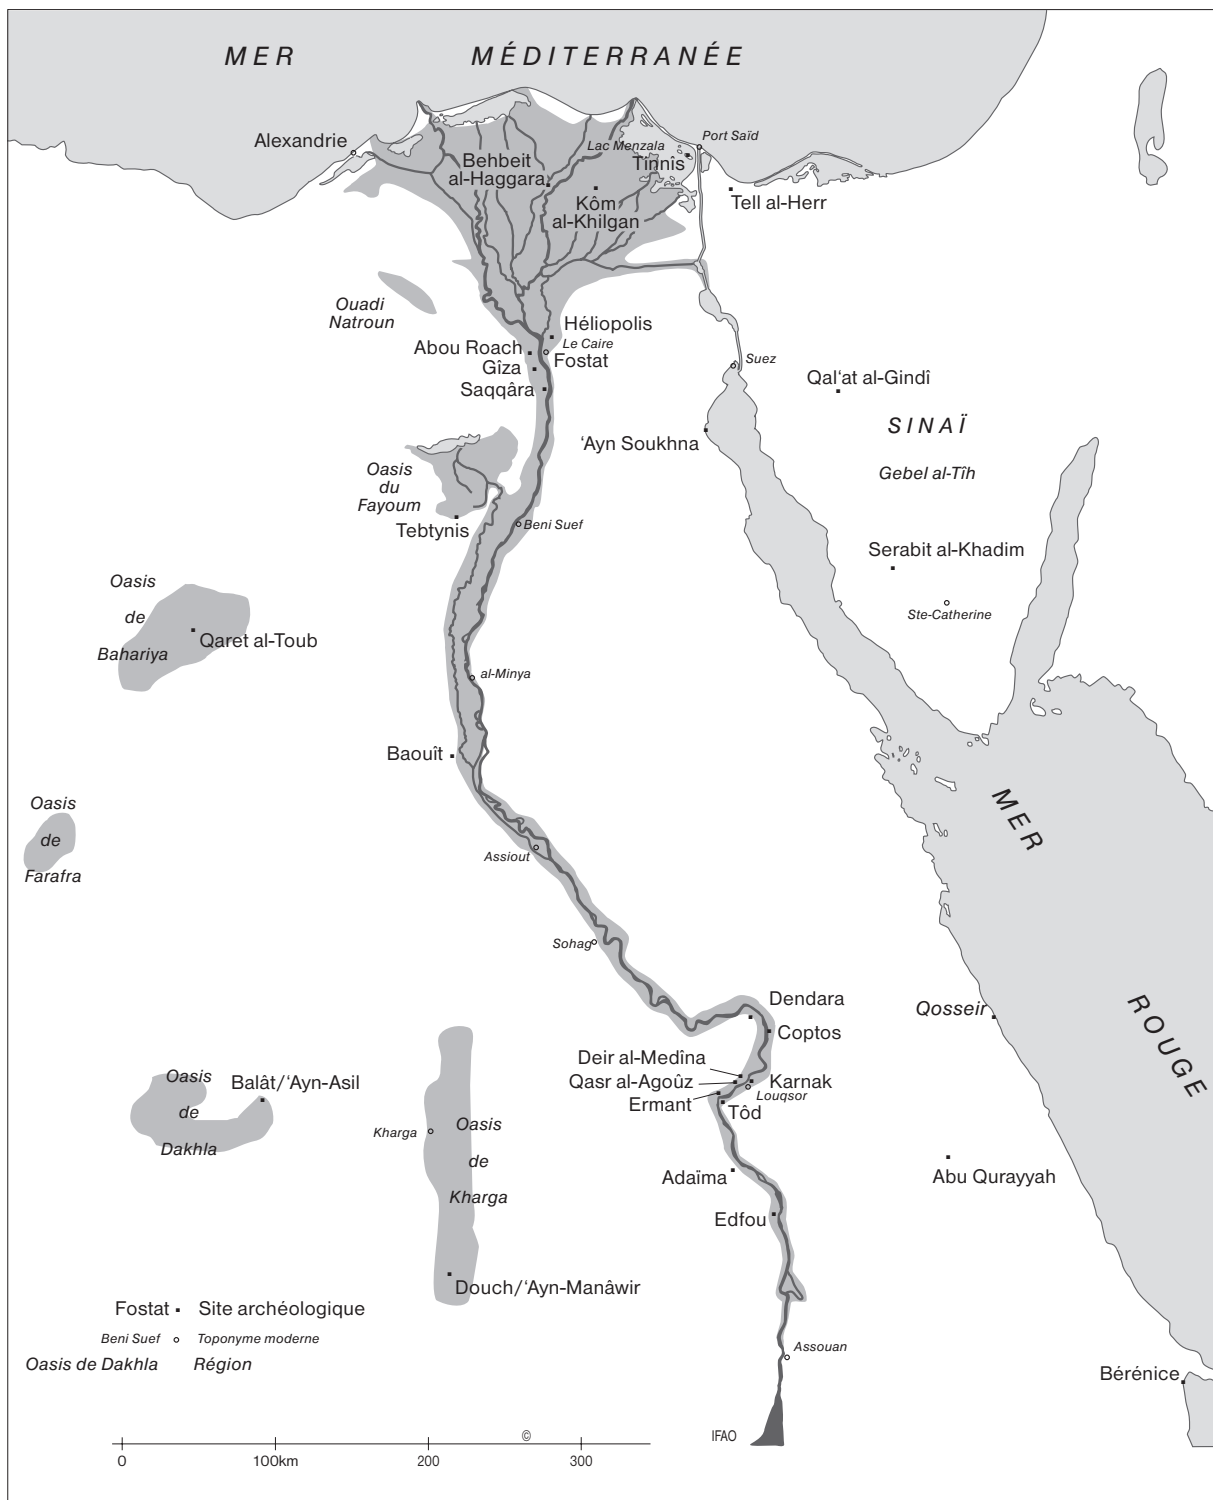 MER MÉDITERRANÉE
Alexandrie
Port Saïd
Lac Menzala
Tinnîs
Behbeit
al-Haggara
Kôm
al-Khilgan
Tell al-Herr
Ouadi
Natroun
Héliopolis
Le Caire
Abou Roach
Fostat
Gîza
Saqqâra
Suez
Qal‘at al-Gindî
SINAÏ
‘Ayn Soukhna
Gebel al-Tîh
Oasis
du
Fayoum
Tebtynis
Beni Suef
Serabit al-Khadim
Ste-Catherine
Oasis
de
Bahariya
Qaret al-Toub
al-Minya
Baouît
MER
ROUGE
Oasis
de
Farafra
Assiout
Sohag
Dendara
Coptos
Qosseir
Deir al-Medîna
Qasr al-Agoûz
Karnak
Louqsor
Ermant
Tôd
Oasis
de
Dakhla
Balât/‘Ayn-Asil
Kharga
Oasis
de
Kharga
Adaïma
Abu Qurayyah
Edfou
Douch/‘Ayn-Manâwir
Fostat Site archéologique
Beni Suef Toponyme moderne
Oasis de Dakhla Région
Assouan
Bérénice
© IFAO
0 100km 200 300